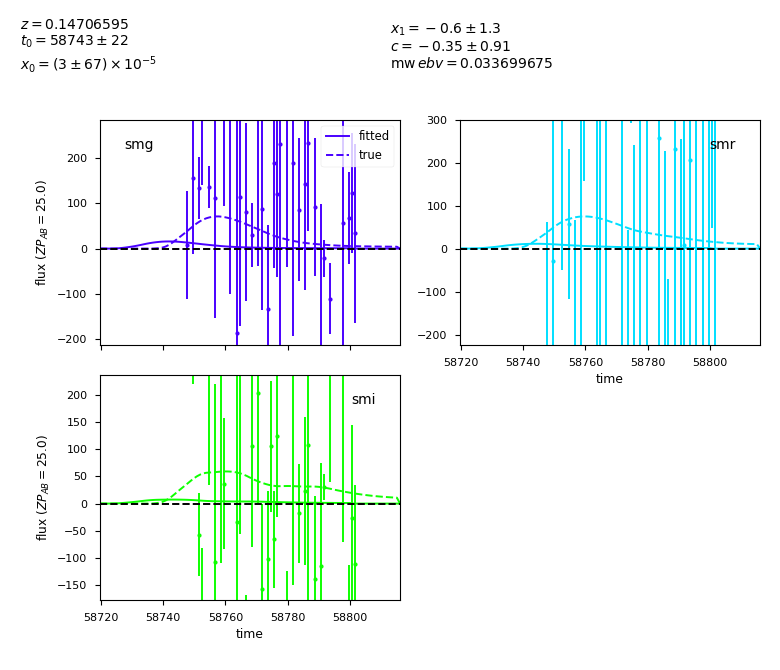 z = 0.14706595
t₀ = 58743 ± 22
x₀ = (3 ± 67) × 10⁻⁵
x₁ = −0.6 ± 1.3
c = −0.35 ± 0.91
mw ebv = 0.033699675
smg
fitted
true
200
100
0
−100
−200
flux (ZP_AB = 25.0)
smr
300
200
100
0
−100
−200
58720 58740 58760 58780 58800
time
smi
200
150
100
50
0
−50
−100
−150
flux (ZP_AB = 25.0)
58720 58740 58760 58780 58800
time